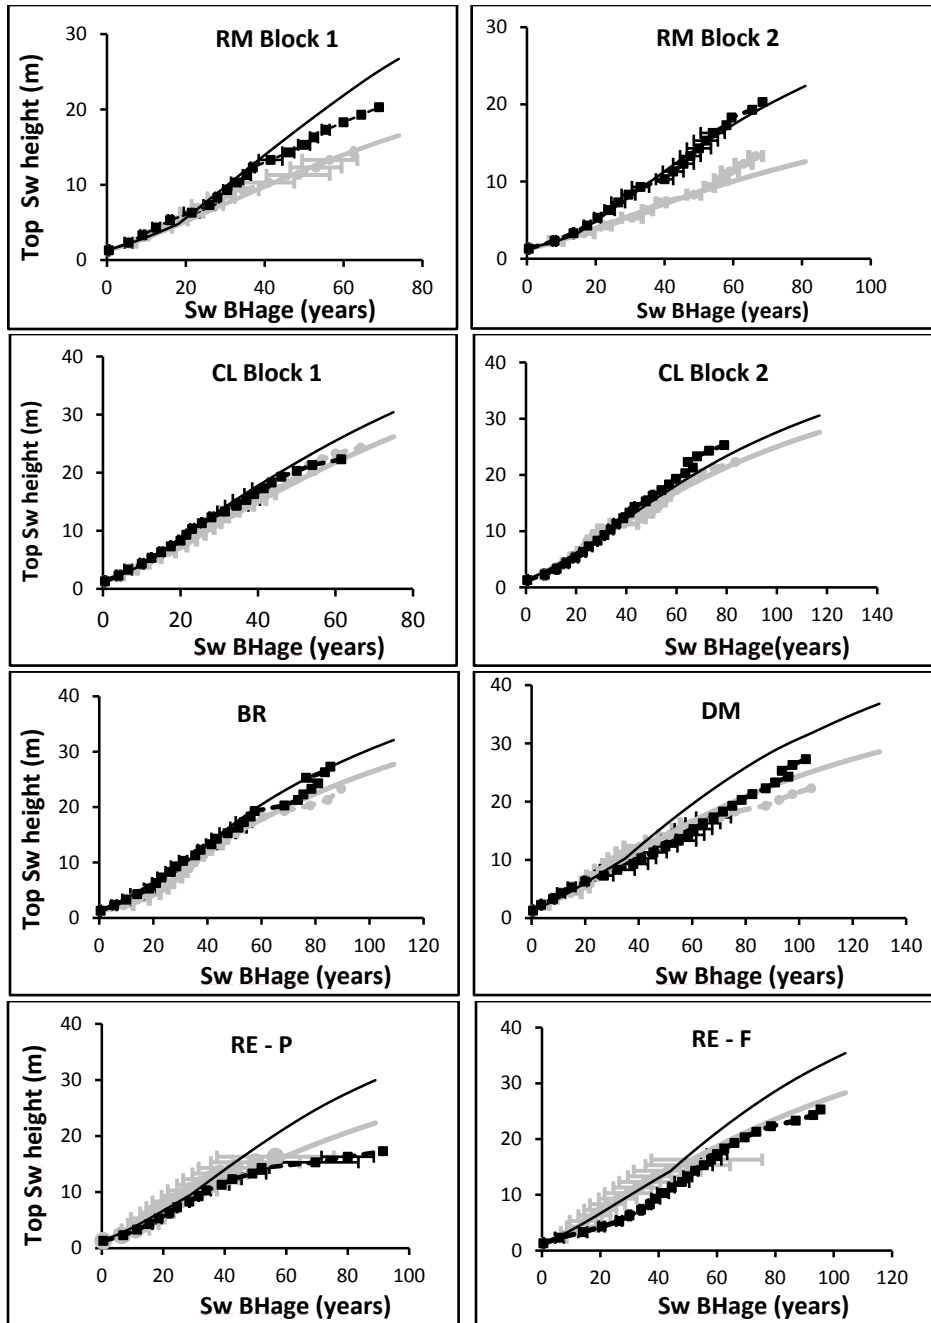 RM Block 1
Top Sw height (m)
30
20
10
0
0 20 40 60 80
Sw BHage (years)
RM Block 2
30
20
10
0
0 20 40 60 80 100
Sw BHage (years)
CL Block 1
Top Sw height (m)
40
30
20
10
0
0 20 40 60 80
Sw BHage (years)
CL Block 2
40
30
20
10
0
0 20 40 60 80 100 120 140
Sw BHage(years)
BR
Top Sw height (m)
40
30
20
10
0
0 20 40 60 80 100 120
Sw BHage (years)
DM
40
30
20
10
0
0 20 40 60 80 100 120 140
Sw Bhage (years)
RE - P
Top Sw height (m)
40
30
20
10
0
0 20 40 60 80 100
Sw BHage (years)
RE - F
40
30
20
10
0
0 20 40 60 80 100 120
Sw BHage (years)